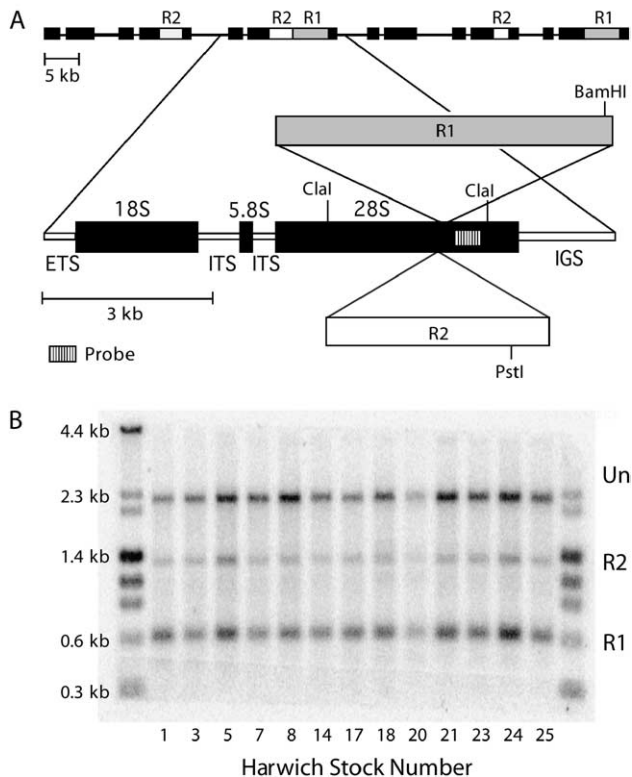 A
R2
R2
R1
R2
R1
5 kb
BamHI
R1
ClaI
ClaI
18S
5.8S
28S
ETS
ITS
ITS
IGS
3 kb
R2
Probe
PstI
B
4.4 kb
Un
2.3 kb
1.4 kb
R2
0.6 kb
R1
0.3 kb
1 3 5 7 8 14 17 18 20 21 23 24 25
Harwich Stock Number